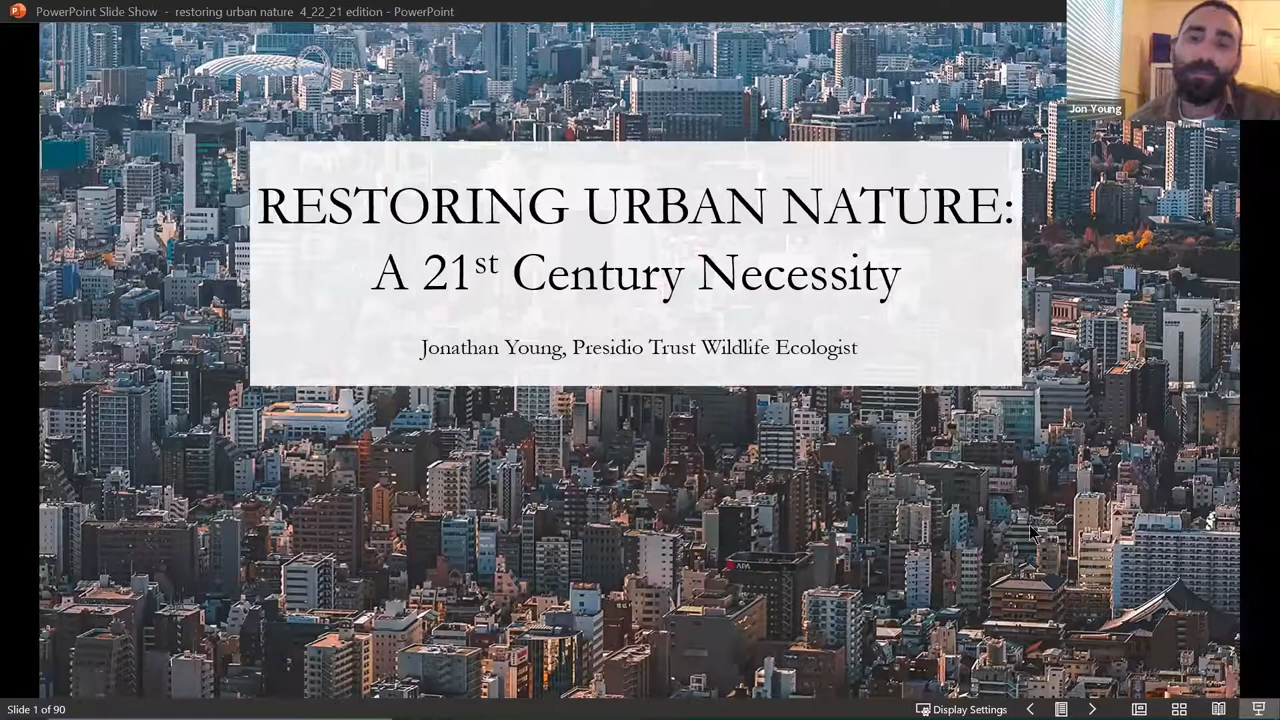 PowerPoint Slide Show - restoring urban nature 4_22_21 edition - PowerPoint
Jon Young
RESTORING URBAN NATURE:
A 21st Century Necessity
Jonathan Young, Presidio Trust Wildlife Ecologist
APA
Slide 1 of 90
Display Settings